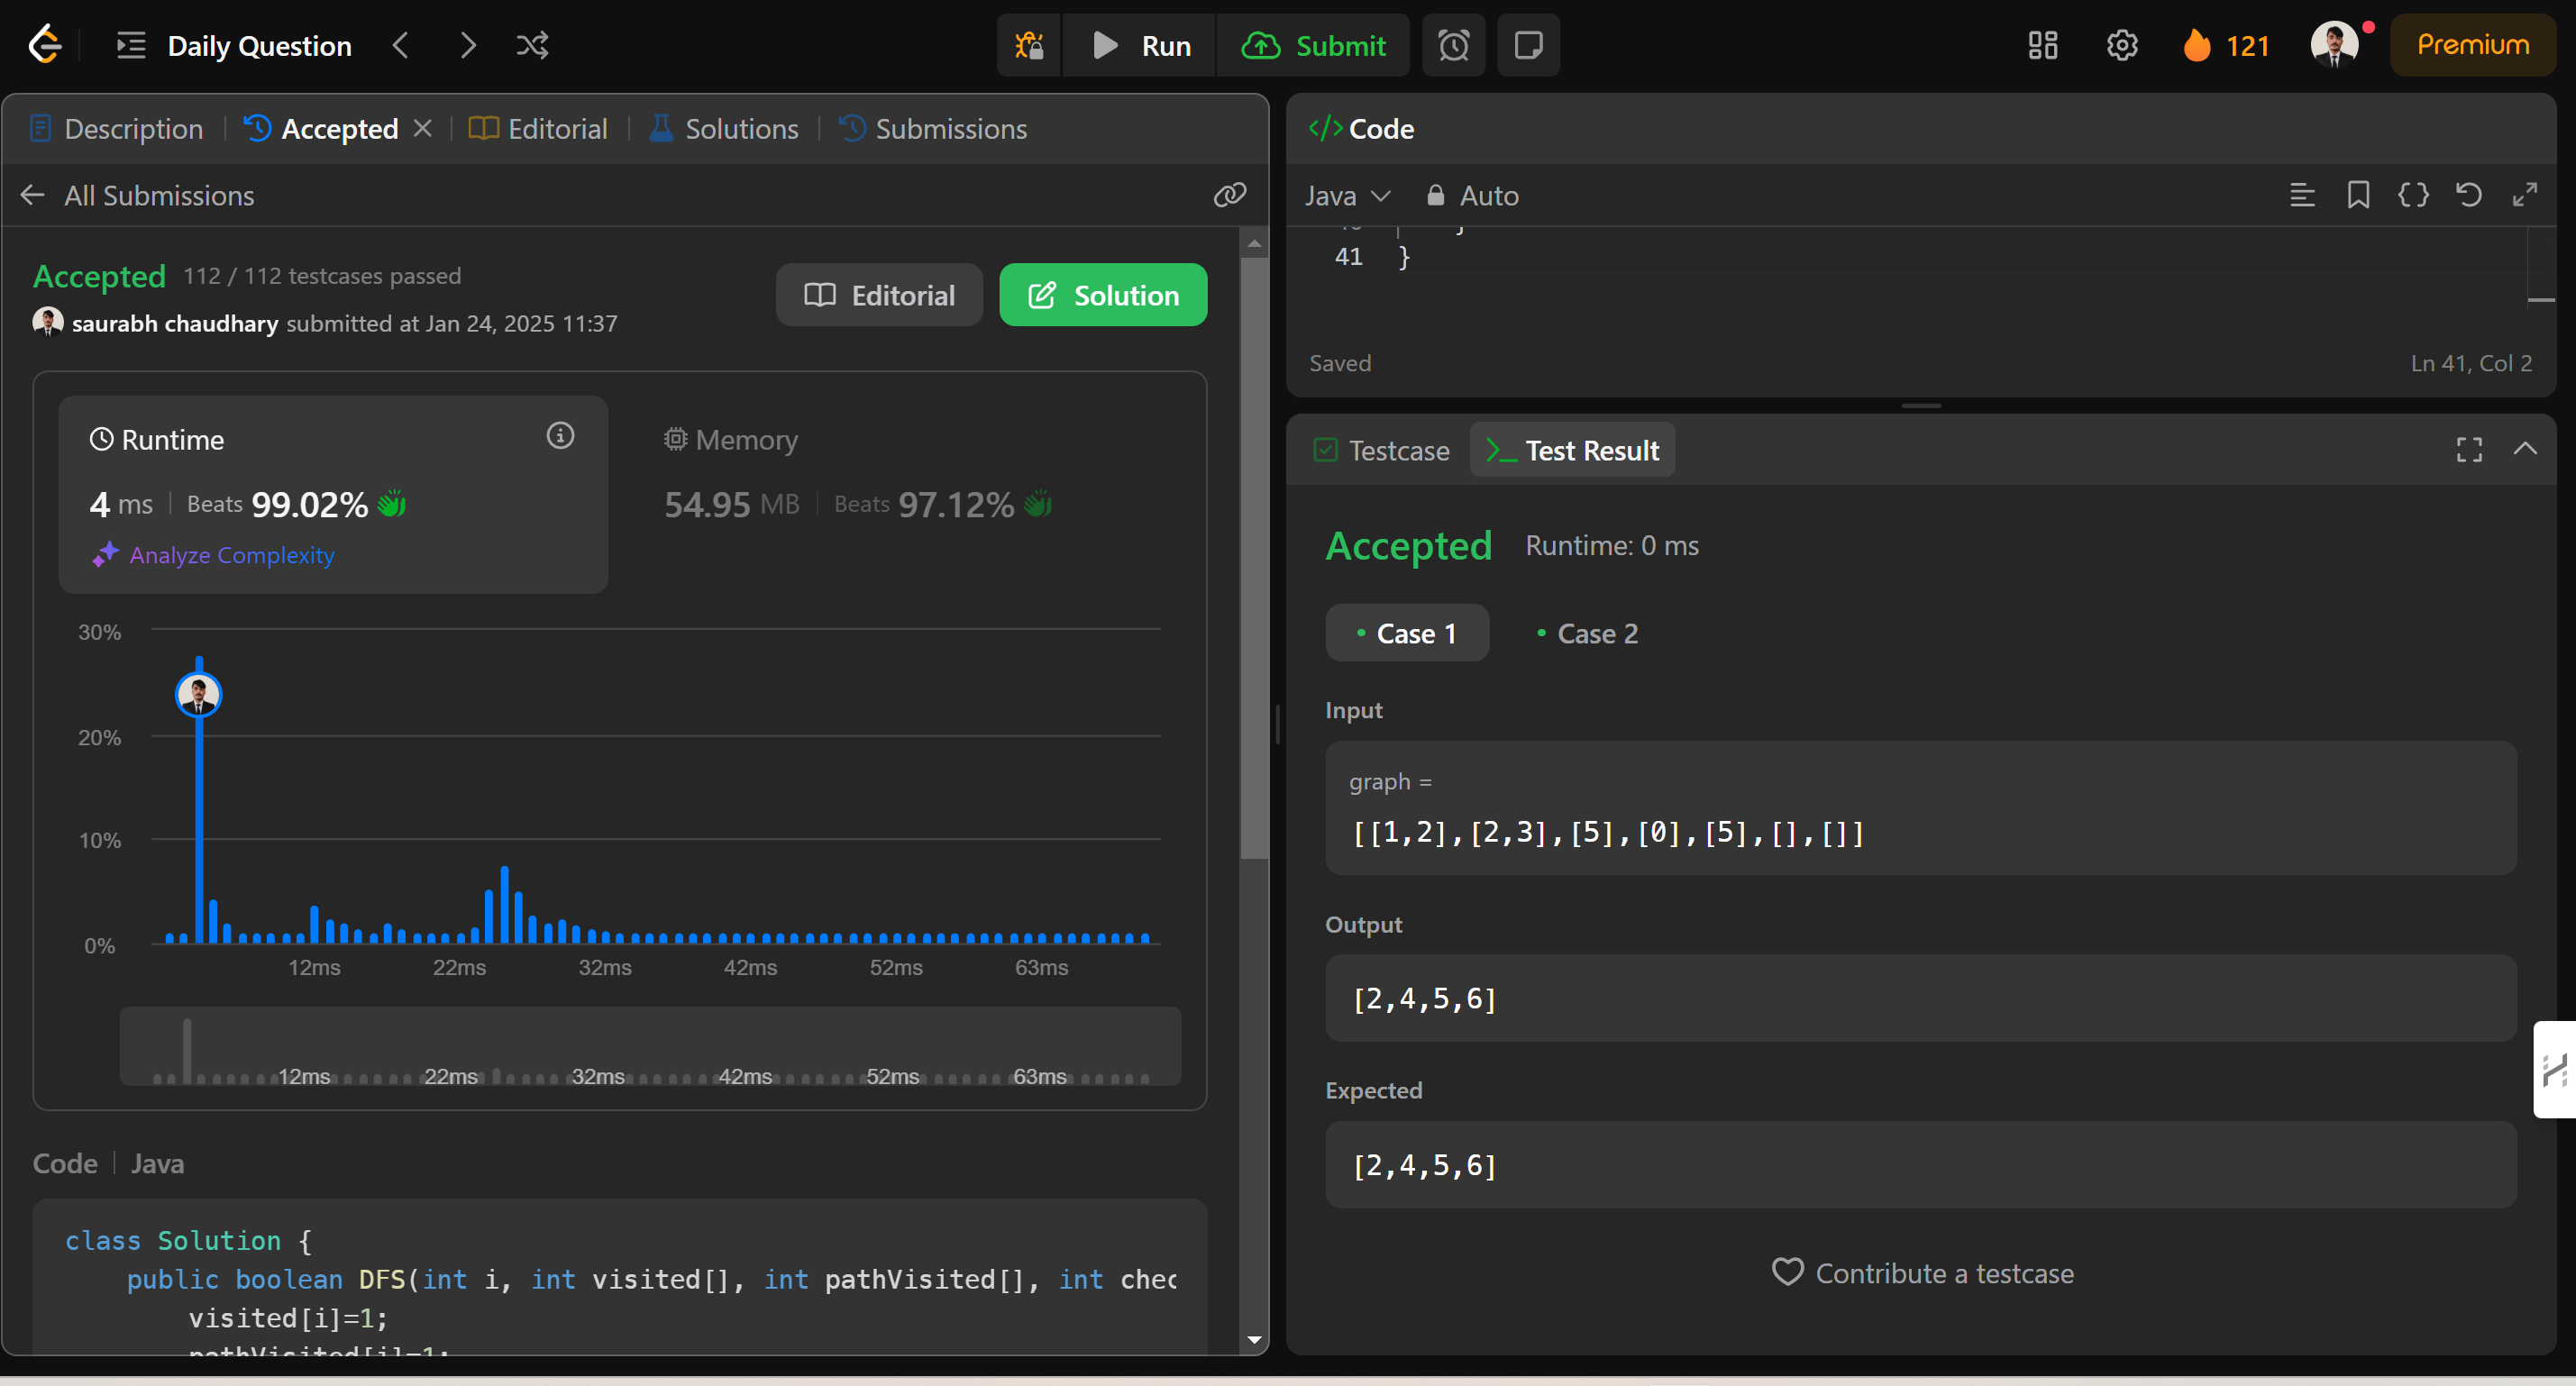 Daily Question
Run
Submit
121
Premium
Description
Accepted
Editorial
Solutions
Submissions
All Submissions
Accepted 112 / 112 testcases passed
saurabh chaudhary submitted at Jan 24, 2025 11:37
Editorial
Solution
Runtime
4 ms Beats 99.02%
Analyze Complexity
Memory
54.95 MB Beats 97.12%
30%
20%
10%
0%
12ms 22ms 32ms 42ms 52ms 63ms
12ms 22ms 32ms 42ms 52ms 63ms
Code Java
class Solution {
public boolean DFS(int i, int visited[], int pathVisited[], int chec
visited[i]=1;
pathVisited[i]=1;
</> Code
Java Auto
40 }
41 }
Saved Ln 41, Col 2
Testcase
Test Result
Accepted Runtime: 0 ms
Case 1 Case 2
Input
graph =
[[1,2],[2,3],[5],[0],[5],[],[]]
Output
[2,4,5,6]
Expected
[2,4,5,6]
Contribute a testcase